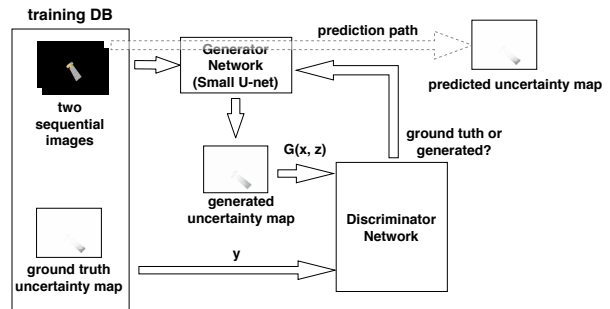 training DB
prediction path
Generator
Network
(Small U-net)
predicted uncertainty map
two
sequential
images
ground tuth or
generated?
G(x, z)
generated
uncertainty map
Discriminator
Network
y
ground truth
uncertainty map